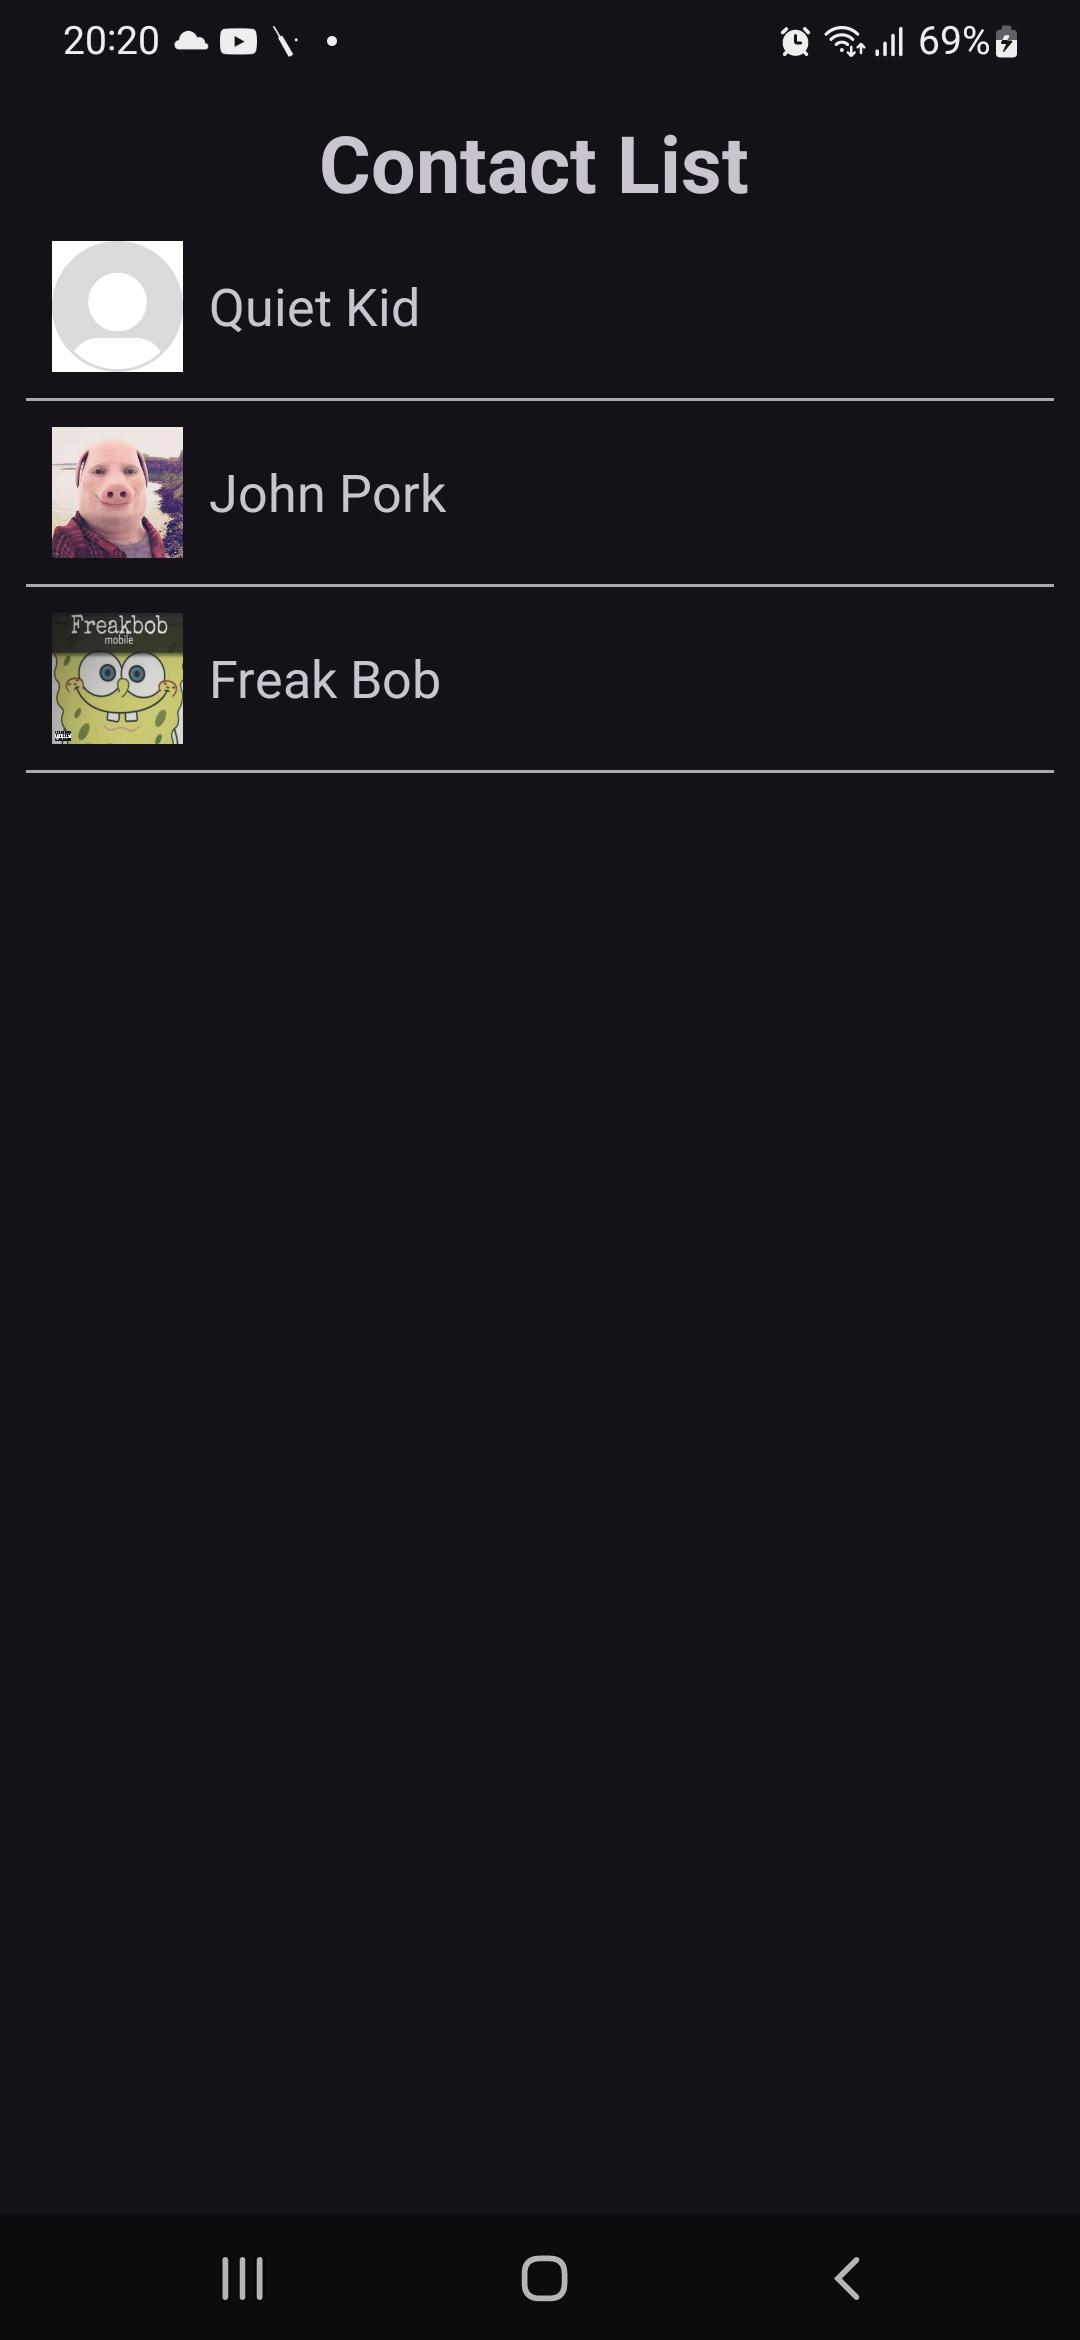 20:20
69%
Contact List
Quiet Kid
John Pork
Freakbob
mobile
Freak Bob